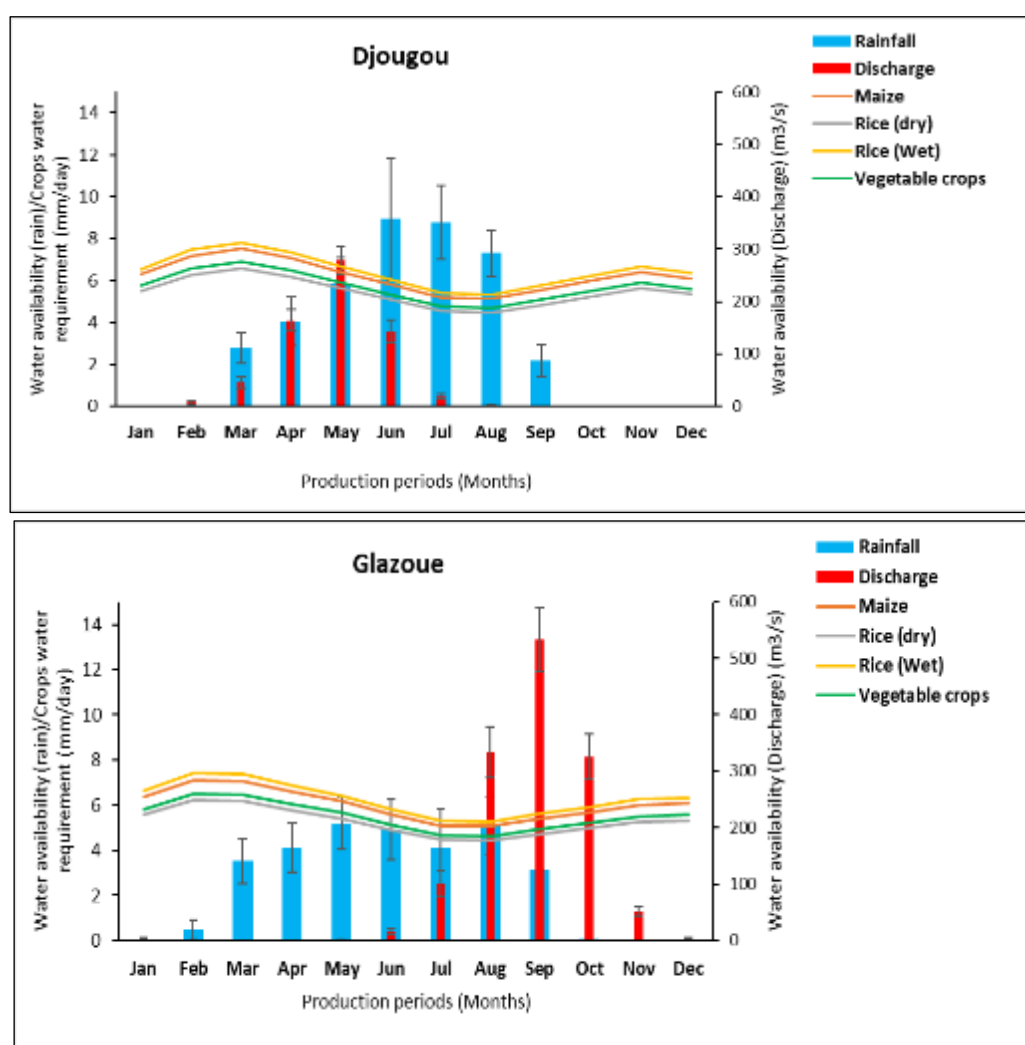 Djougou
Rainfall
Discharge
Maize
Rice (dry)
Rice (Wet)
Vegetable crops
Water availability (rain)/Crops water
requirement (mm/day)
14
12
10
8
6
4
2
0
600
500
400
300
200
100
0
Water availability (Discharge) (m3/s)
Jan Feb Mar Apr May Jun Jul Aug Sep Oct Nov Dec
Production periods (Months)
Glazoue
Rainfall
Discharge
Maize
Rice (dry)
Rice (Wet)
Vegetable crops
Water availability (rain)/Crops water
requirement (mm/day)
14
12
10
8
6
4
2
0
600
500
400
300
200
100
0
Water availability (Discharge) (m3/s)
Jan Feb Mar Apr May Jun Jul Aug Sep Oct Nov Dec
Production periods (Months)